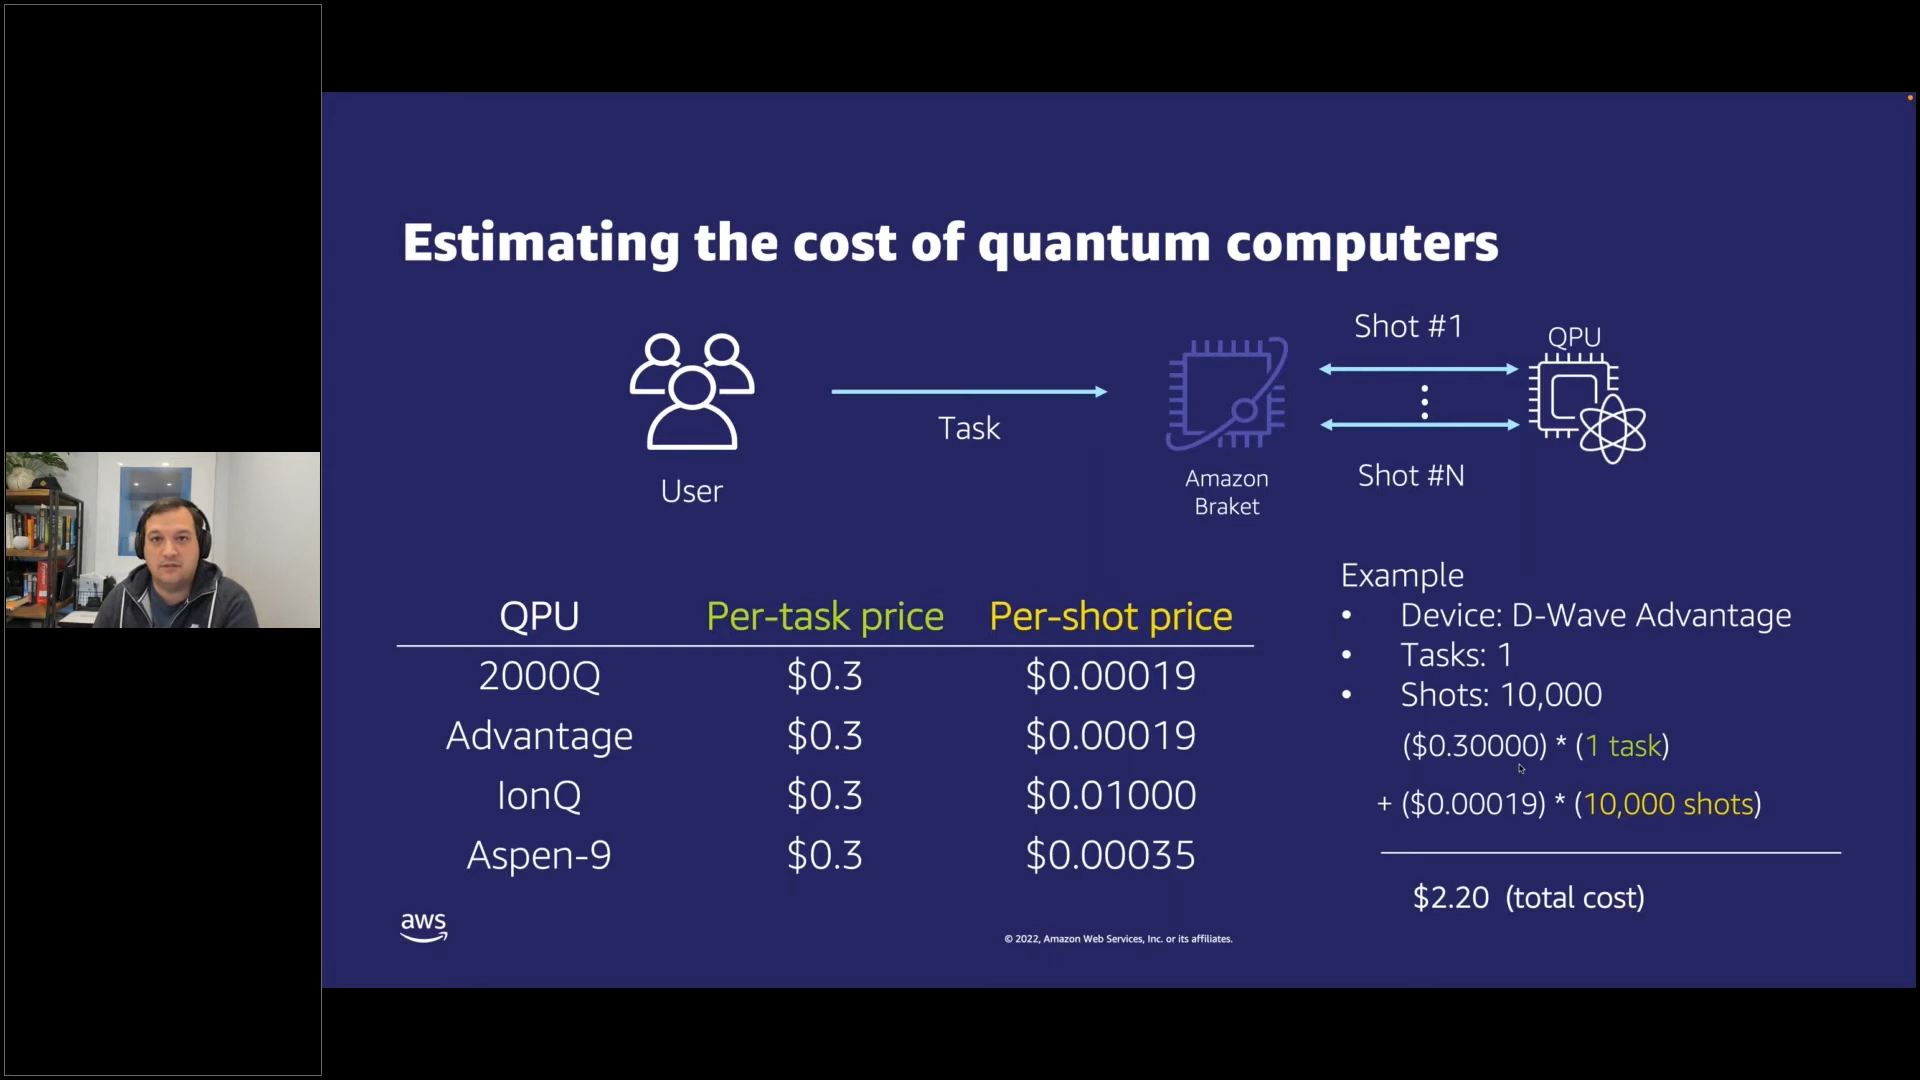 Estimating the cost of quantum computers
User
Task
Amazon
Braket
Shot #1
Shot #N
QPU
QPU Per-task price Per-shot price
2000Q $0.3 $0.00019
Advantage $0.3 $0.00019
IonQ $0.3 $0.01000
Aspen-9 $0.3 $0.00035
Example
• Device: D-Wave Advantage
• Tasks: 1
• Shots: 10,000
($0.30000) * (1 task)
+ ($0.00019) * (10,000 shots)
$2.20 (total cost)
aws
© 2022, Amazon Web Services, Inc. or its affiliates.